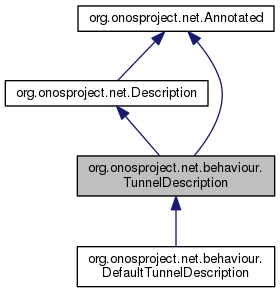 org.onosproject.net.Annotated
org.onosproject.net.Description
org.onosproject.net.behaviour.
TunnelDescription
org.onosproject.net.behaviour.
DefaultTunnelDescription